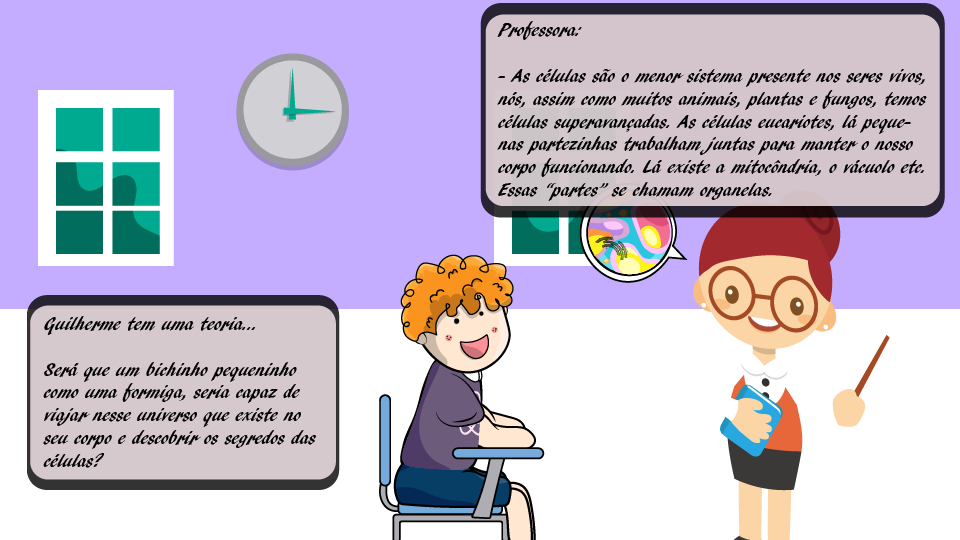 Professora:
- As células são o menor sistema presente nos seres vivos,
nós, assim como muitos animais, plantas e fungos, temos
células superavançadas. As células eucariotes, lá peque-
nas partezinhas trabalham juntas para manter o nosso
corpo funcionando. Lá existe a mitocôndria, o vácuolo etc.
Essas “partes” se chamam organelas.
Guilherme tem uma teoria...
Será que um bichinho pequeninho
como uma formiga, seria capaz de
viajar nesse universo que existe no
seu corpo e descobrir os segredos das
células?